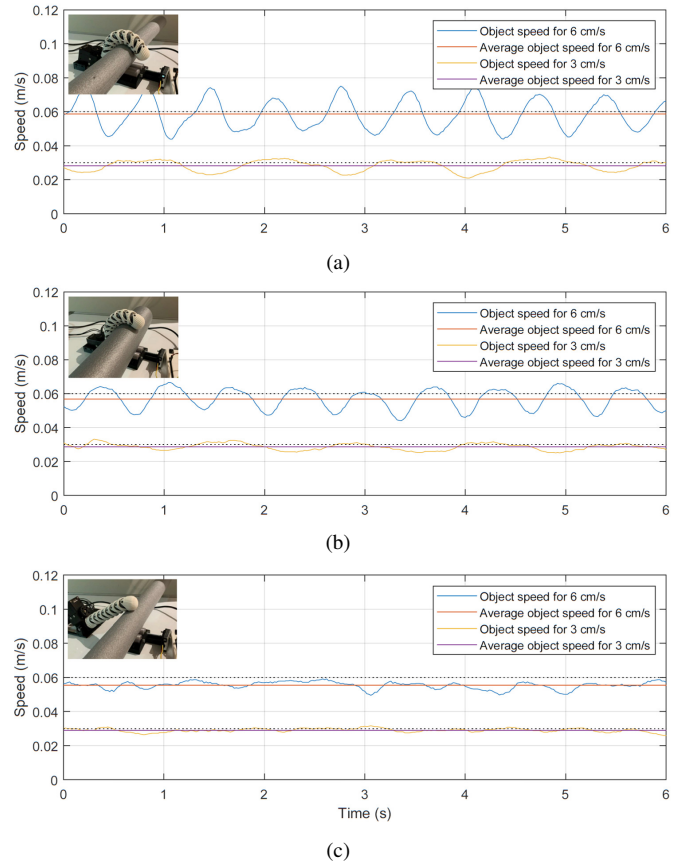 0.12
0.1
0.08
0.06
0.04
0.02
0
Speed (m/s)
Object speed for 6 cm/s
Average object speed for 6 cm/s
Object speed for 3 cm/s
Average object speed for 3 cm/s
0 1 2 3 4 5 6
(a)
0.12
0.1
0.08
0.06
0.04
0.02
0
Speed (m/s)
Object speed for 6 cm/s
Average object speed for 6 cm/s
Object speed for 3 cm/s
Average object speed for 3 cm/s
0 1 2 3 4 5 6
(b)
0.12
0.1
0.08
0.06
0.04
0.02
0
Speed (m/s)
Object speed for 6 cm/s
Average object speed for 6 cm/s
Object speed for 3 cm/s
Average object speed for 3 cm/s
0 1 2 3 4 5 6
Time (s)
(c)